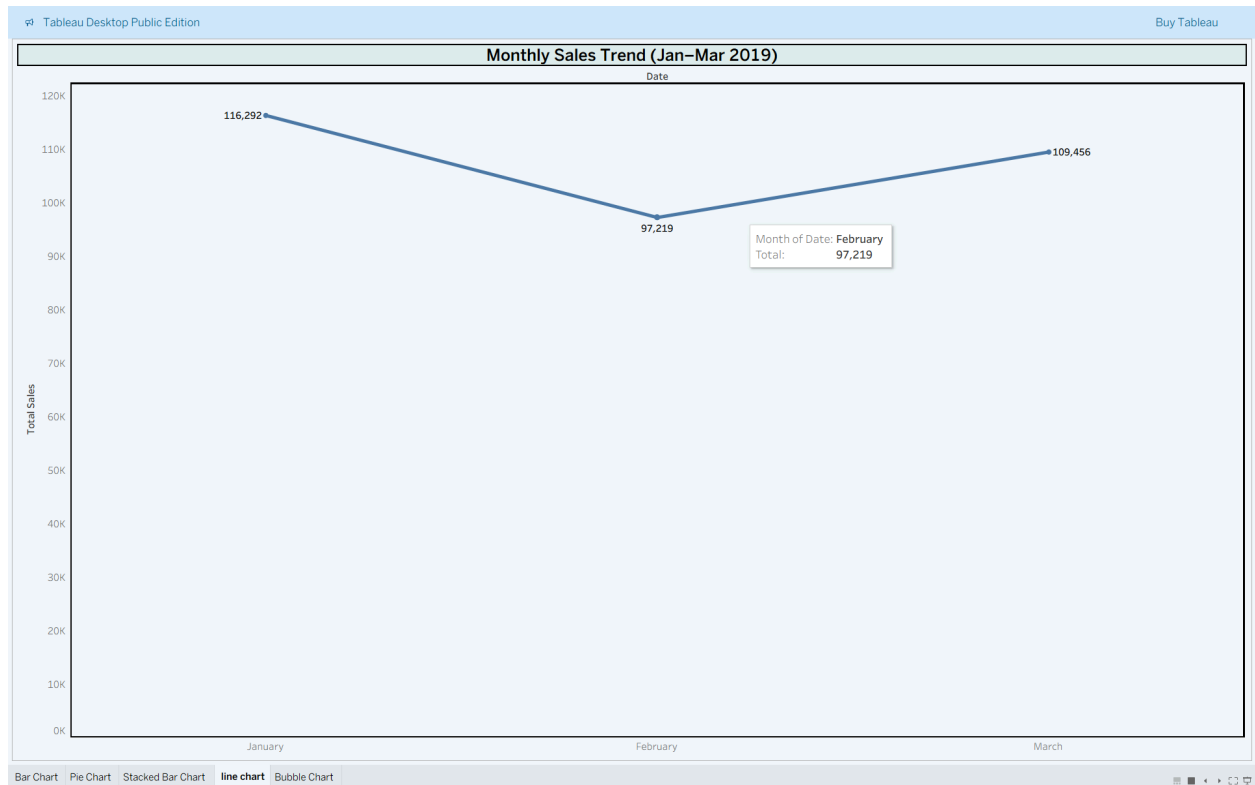 Tableau Desktop Public Edition
Buy Tableau
Monthly Sales Trend (Jan–Mar 2019)
Date
120K
110K
100K
90K
80K
70K
60K
50K
40K
30K
20K
10K
0K
Total Sales
116,292
97,219
109,456
Month of Date: February
Total: 97,219
January
February
March
Bar Chart
Pie Chart
Stacked Bar Chart
line chart
Bubble Chart